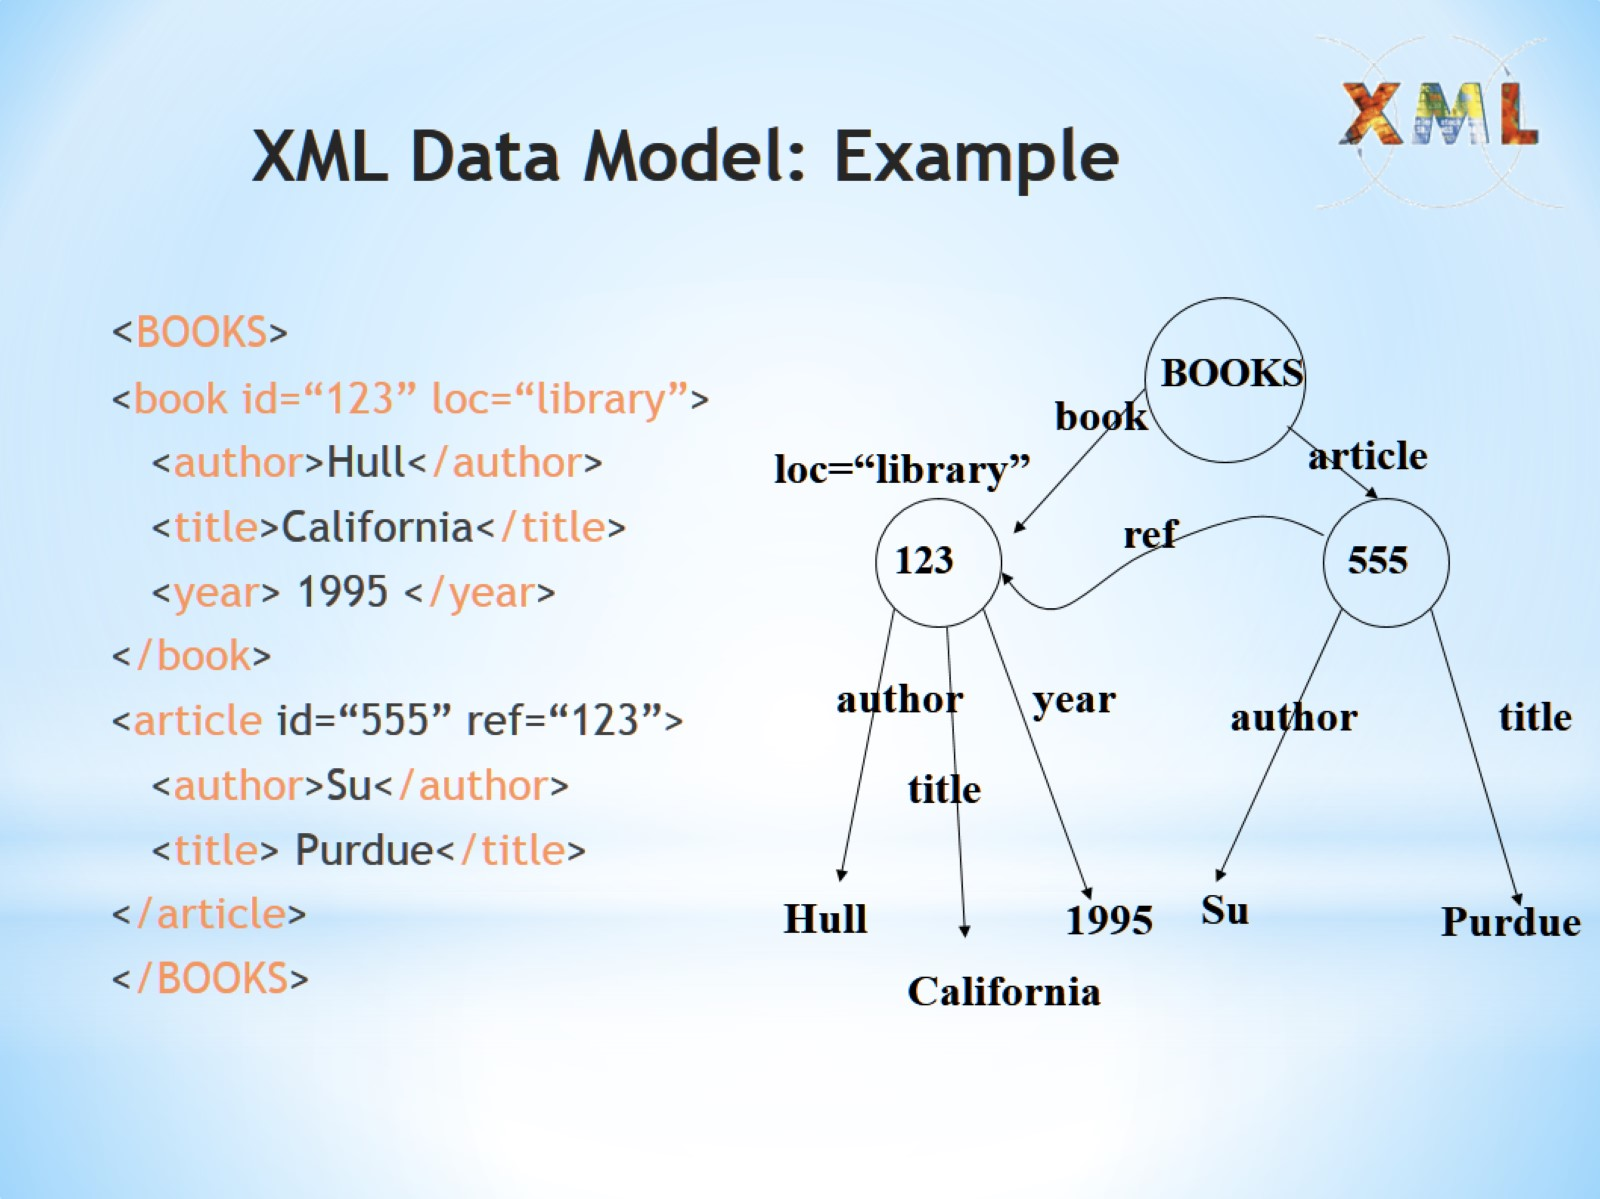 XML
XML Data Model: Example
<BOOKS>
<book id=“123” loc=“library”>
<author>Hull</author>
<title>California</title>
<year> 1995 </year>
</book>
<article id=“555” ref=“123”>
<author>Su</author>
<title> Purdue</title>
</article>
</BOOKS>
BOOKS
book
article
loc=“library”
ref
123
555
author
year
title
author
title
Hull
California
1995
Su
Purdue